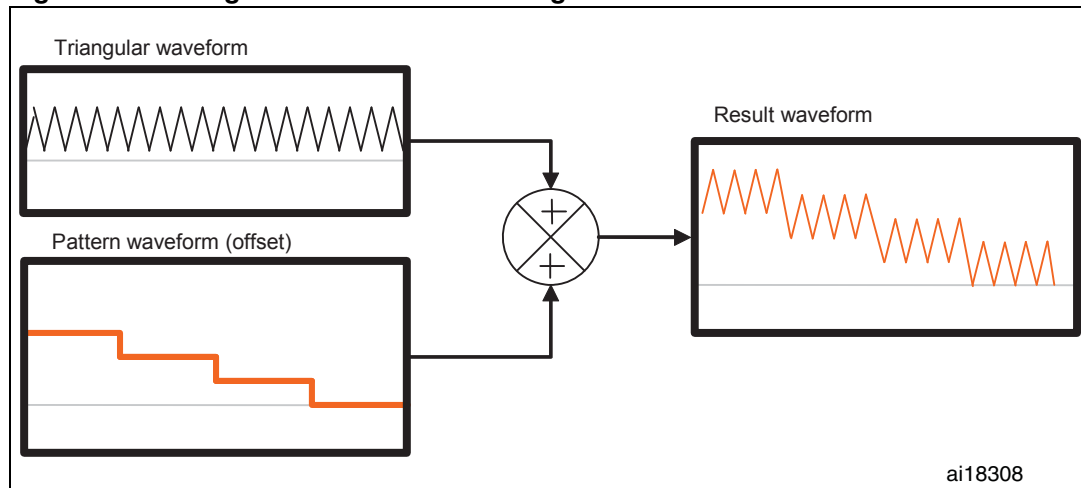 Triangular waveform
Result waveform
Pattern waveform (offset)
+
+
ai18308